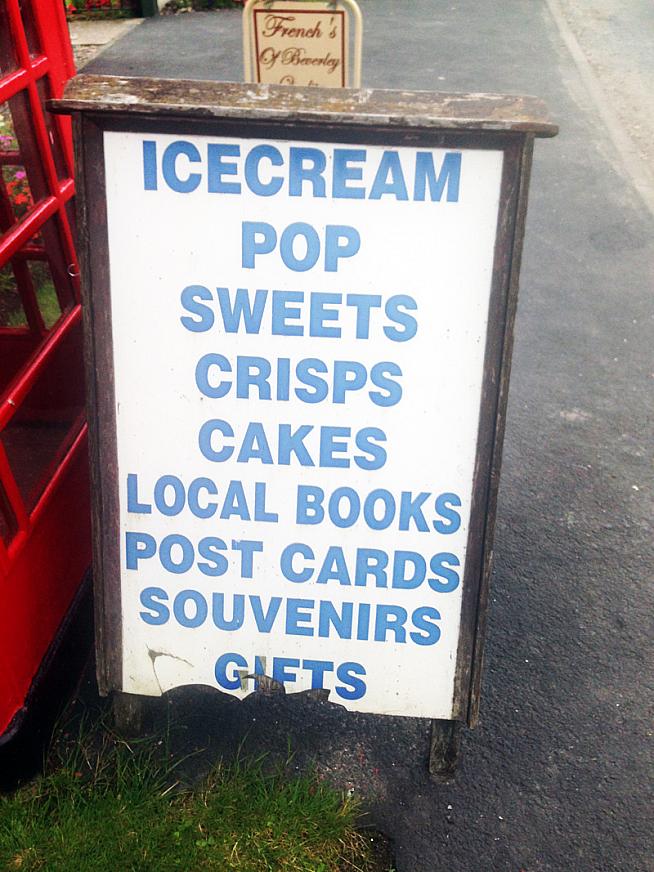 French's
Of Beverley
ICECREAM
POP
SWEETS
CRISPS
CAKES
LOCAL BOOKS
POST CARDS
SOUVENIRS
GIFTS